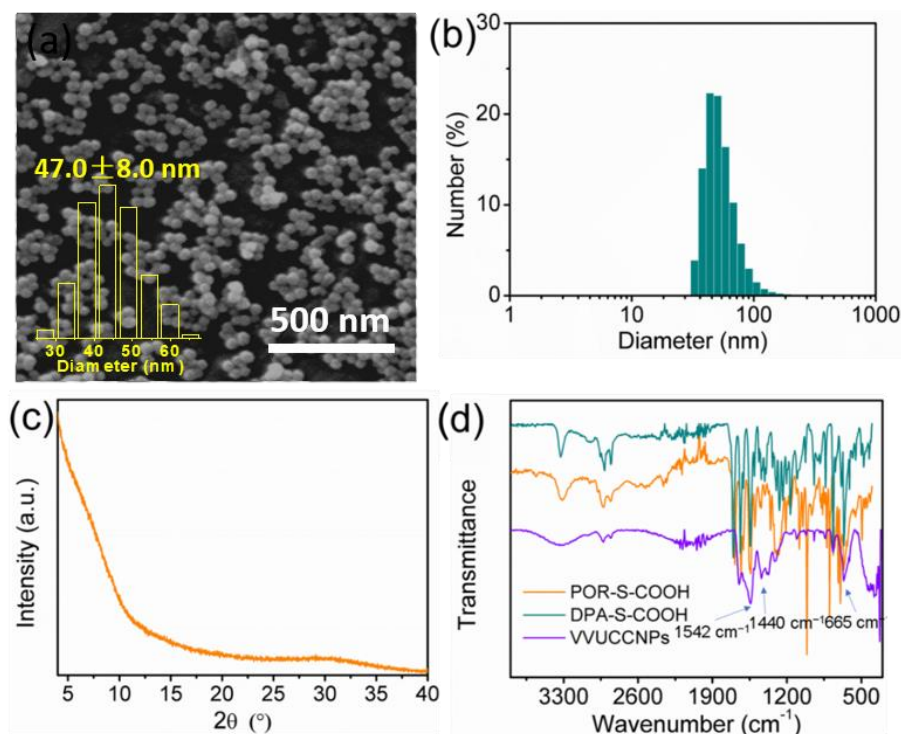 (a)
47.0±8.0 nm
500 nm
30 40 50 60
Diameter (nm)
(b)
30
20
10
0
Number (%)
1 10 100 1000
Diameter (nm)
(c)
Intensity (a.u.)
5 10 15 20 25 30 35 40
2θ (°)
(d)
Transmittance
POR-S-COOH
DPA-S-COOH
VVUCCNPs
1542 cm⁻¹ 1440 cm⁻¹ 665 cm⁻
3300 2600 1900 1200 500
Wavenumber (cm⁻¹)